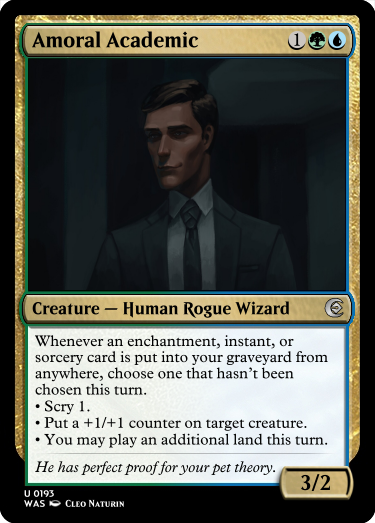 Amoral Academic 1
Creature — Human Rogue Wizard
Whenever an enchantment, instant, or
sorcery card is put into your graveyard from
anywhere, choose one that hasn't been
chosen this turn.
• Scry 1.
• Put a +1/+1 counter on target creature.
• You may play an additional land this turn.
He has perfect proof for your pet theory.
3/2
U 0193
WAS Cleo Naturin